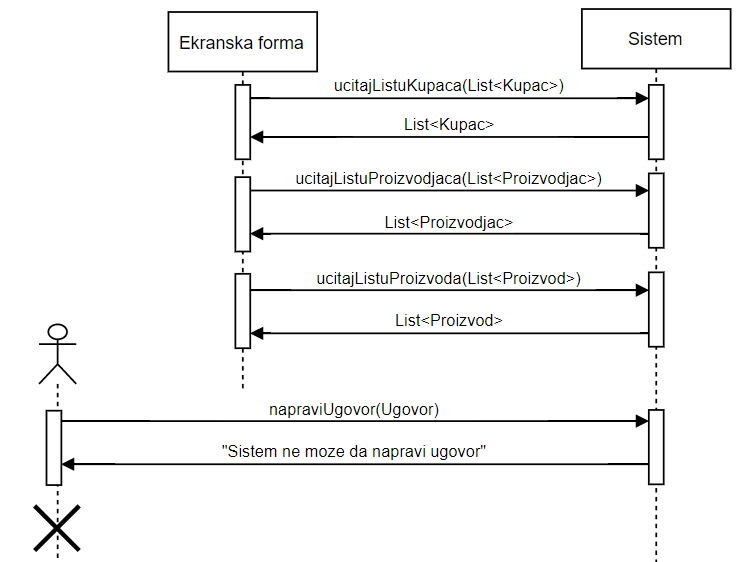 Ekranska forma
Sistem
ucitajListuKupaca(List<Kupac>)
List<Kupac>
ucitajListuProizvodjaca(List<Proizvodjac>)
List<Proizvodjac>
ucitajListuProizvoda(List<Proizvod>)
List<Proizvod>
napraviUgovor(Ugovor)
"Sistem ne moze da napravi ugovor"